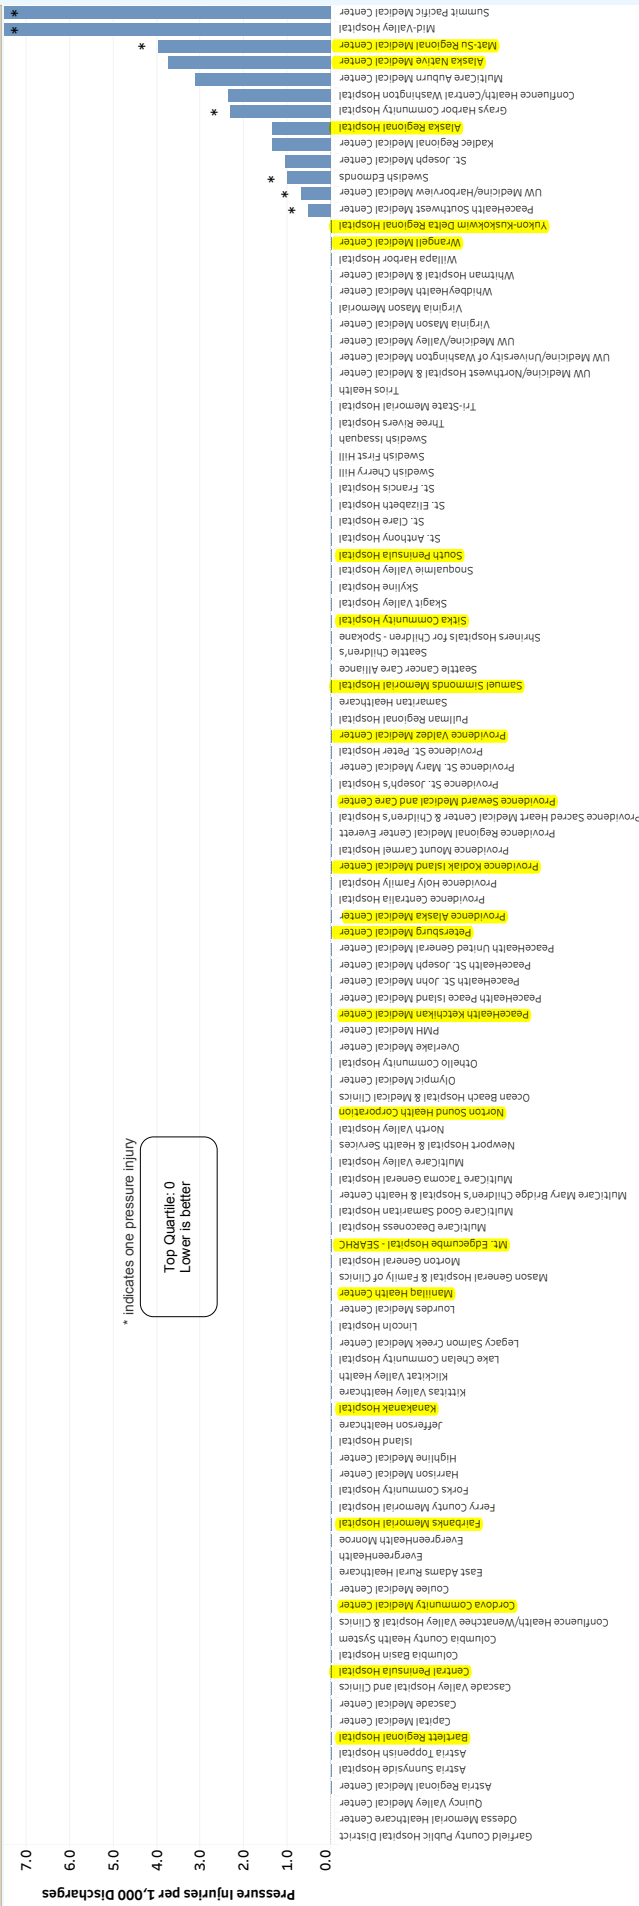 Summit Pacific Medical Center
*
Mid-Valley Hospital
*
Mat-Su Regional Medical Center
*
Alaska Native Medical Center
MultiCare Auburn Medical Center
Confluence Health/Central Washington Hospital
Grays Harbor Community Hospital
*
Alaska Regional Hospital
Kadlec Regional Medical Center
St. Joseph Medical Center
Swedish Edmonds
*
UW Medicine/Harborview Medical Center
*
PeaceHealth Southwest Medical Center
*
Yukon-Kuskokwim Delta Regional Hospital
Wrangell Medical Center
Willapa Harbor Hospital
Whitman Hospital & Medical Center
WhidbeyHealth Medical Center
Virginia Mason Memorial
Virginia Mason Medical Center
UW Medicine/Valley Medical Center
UW Medicine/University of Washington Medical Center
UW Medicine/Northwest Hospital & Medical Center
Trios Health
Tri-State Memorial Hospital
Three Rivers Hospital
Swedish Issaquah
Swedish First Hill
Swedish Cherry Hill
St. Francis Hospital
St. Elizabeth Hospital
St. Clare Hospital
St. Anthony Hospital
South Peninsula Hospital
Snoqualmie Valley Hospital
Skyline Hospital
Skagit Valley Hospital
Sitka Community Hospital
Shriners Hospitals for Children - Spokane
Seattle Children's
Seattle Cancer Care Alliance
Samuel Simmonds Memorial Hospital
Samaritan Healthcare
Pullman Regional Hospital
Providence Valdez Medical Center
Providence St. Peter Hospital
Providence St. Mary Medical Center
Providence St. Joseph's Hospital
Providence Seward Medical and Care Center
Providence Sacred Heart Medical Center & Children's Hospital
Providence Regional Medical Center Everett
Providence Mount Carmel Hospital
Providence Kodiak Island Medical Center
Providence Holy Family Hospital
Providence Centralia Hospital
Providence Alaska Medical Center
Petersburg Medical Center
PeaceHealth United General Medical Center
PeaceHealth St. Joseph Medical Center
PeaceHealth St. John Medical Center
PeaceHealth Peace Island Medical Center
PeaceHealth Ketchikan Medical Center
PMH Medical Center
Overlake Medical Center
Othello Community Hospital
Olympic Medical Center
Ocean Beach Hospital & Medical Clinics
Norton Sound Health Corporation
North Valley Hospital
Newport Hospital & Health Services
MultiCare Valley Hospital
MultiCare Tacoma General Hospital
MultiCare Mary Bridge Children's Hospital & Health Center
MultiCare Good Samaritan Hospital
MultiCare Deaconess Hospital
Mt. Edgecumbe Hospital - SEARHC
Morton General Hospital
Mason General Hospital & Family of Clinics
Maniilaq Health Center
Lourdes Medical Center
Lincoln Hospital
Legacy Salmon Creek Medical Center
Lake Chelan Community Hospital
Klickitat Valley Health
Kittitas Valley Healthcare
Kanakanak Hospital
Jefferson Healthcare
Island Hospital
Highline Medical Center
Harrison Medical Center
Forks Community Hospital
Ferry County Memorial Hospital
Fairbanks Memorial Hospital
EvergreenHealth Monroe
EvergreenHealth
East Adams Rural Healthcare
Coulee Medical Center
Cordova Community Medical Center
Confluence Health/Wenatchee Valley Hospital & Clinics
Columbia County Health System
Columbia Basin Hospital
Central Peninsula Hospital
Cascade Valley Hospital and Clinics
Cascade Medical Center
Capital Medical Center
Bartlett Regional Hospital
Astria Toppenish Hospital
Astria Sunnyside Hospital
Astria Regional Medical Center
Quincy Valley Medical Center
Odessa Memorial Healthcare Center
Garfield County Public Hospital District
* indicates one pressure injury
Top Quartile: 0
Lower is better
7.0
6.0
5.0
4.0
3.0
2.0
1.0
0.0
Pressure Injuries per 1,000 Discharges